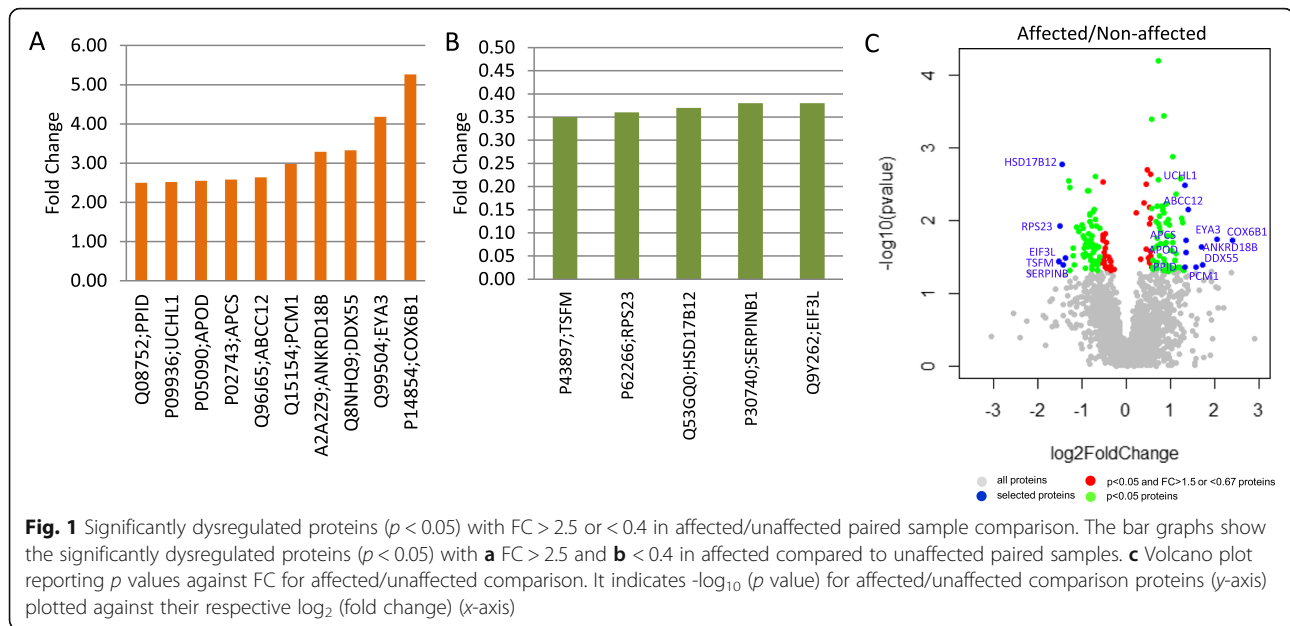 A
6.00
5.00
4.00
3.00
2.00
1.00
0.00
Fold Change
Q08752;PPID
P09936;UCHL1
P05090;APOD
P02743;APCS
Q96J65;ABCC12
Q15154;PCM1
A2A2Z9;ANKRD18B
Q8NHQ9;DDX55
Q99504;EYA3
P14854;COX6B1
B
0.50
0.45
0.40
0.35
0.30
0.25
0.20
0.15
0.10
0.05
0.00
Fold Change
P43897;TSFM
P62266;RPS23
Q53GQ0;HSD17B12
P30740;SERPINB1
Q9Y262;EIF3L
C
Affected/Non-affected
4
3
2
1
0
-log10(pvalue)
HSD17B12
UCHL1
ABCC12
RPS23
APCS
EYA3
COX6B1
EIF3L
APOD
ANKRD18B
TSFM
PPID
DDX55
SERPINB
PCM1
-3 -2 -1 0 1 2 3
log2FoldChange
all proteins
p<0.05 and FC>1.5 or <0.67 proteins
selected proteins
p<0.05 proteins
Fig. 1 Significantly dysregulated proteins (p < 0.05) with FC > 2.5 or < 0.4 in affected/unaffected paired sample comparison. The bar graphs show
the significantly dysregulated proteins (p < 0.05) with a FC > 2.5 and b < 0.4 in affected compared to unaffected paired samples. c Volcano plot
reporting p values against FC for affected/unaffected comparison. It indicates -log10 (p value) for affected/unaffected comparison proteins (y-axis)
plotted against their respective log2 (fold change) (x-axis)